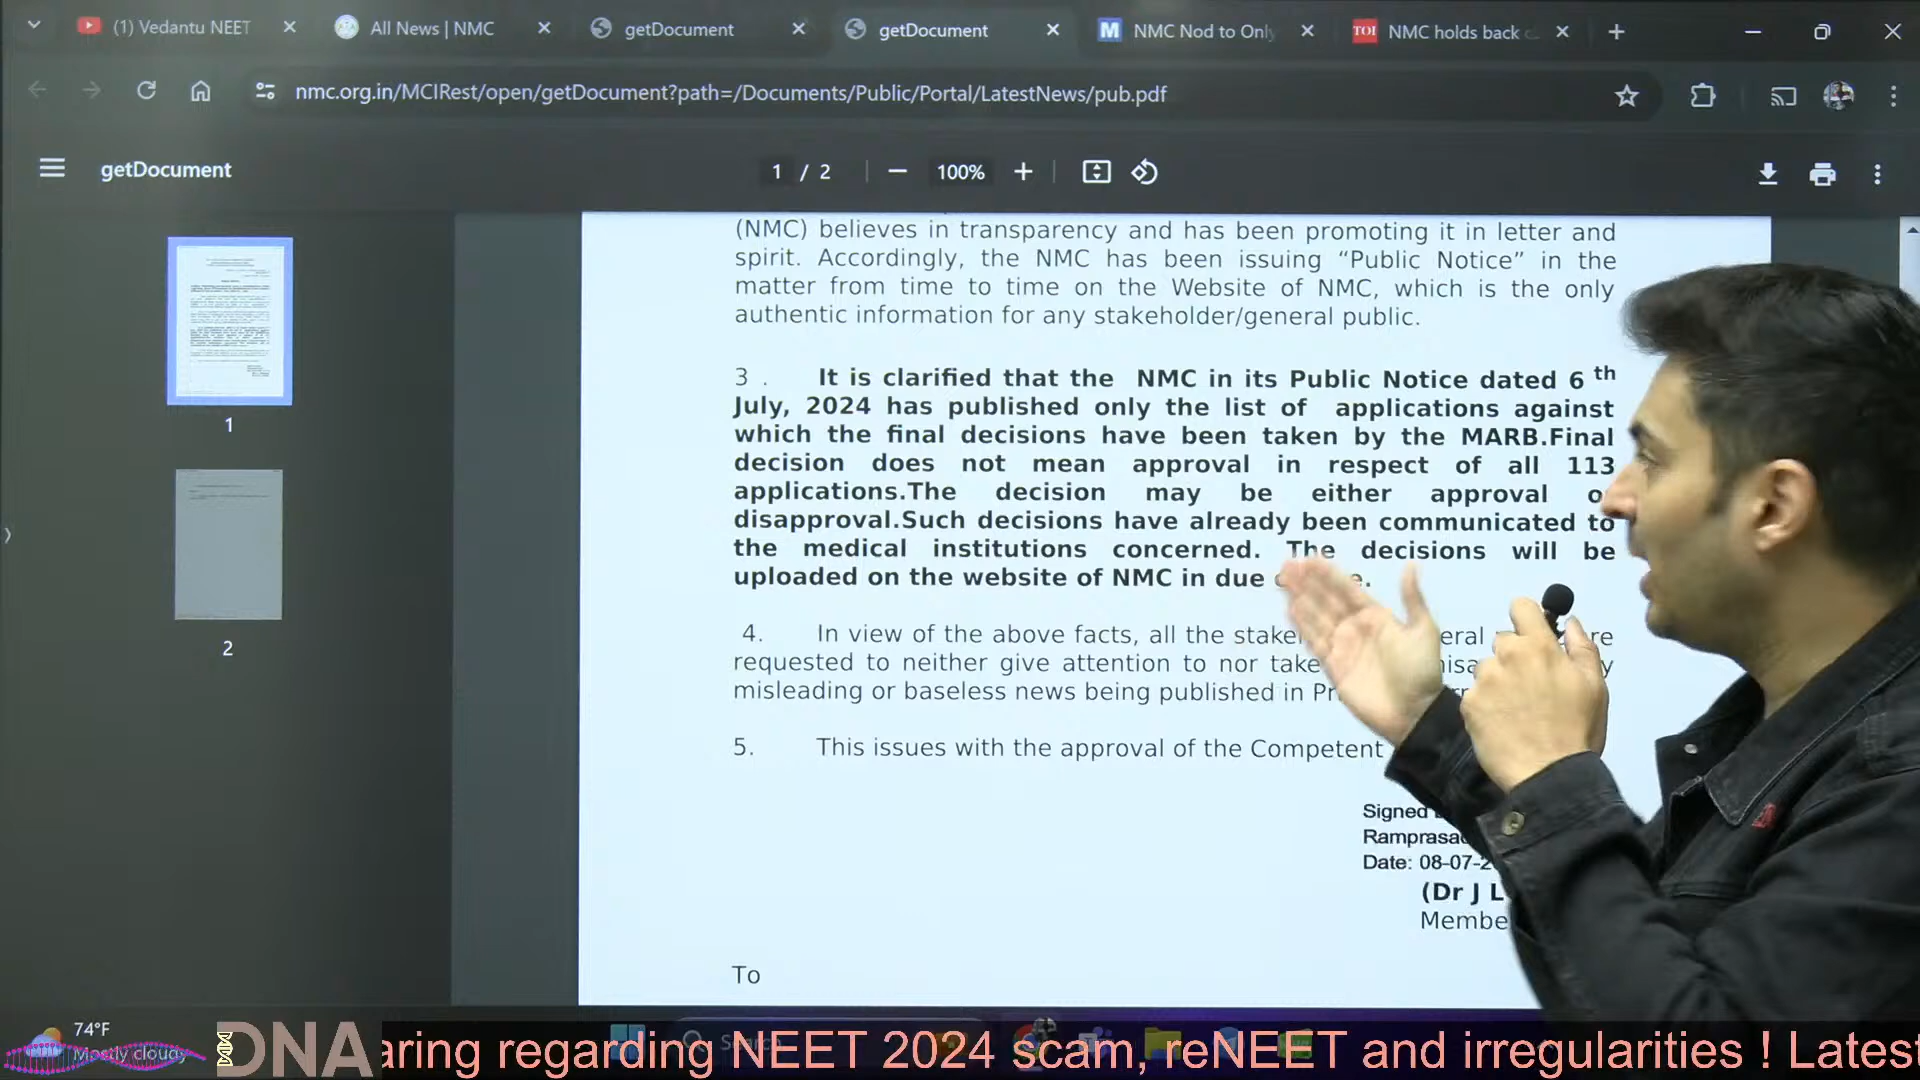 (1) Vedantu NEET
All News | NMC
getDocument
getDocument
M
NMC Nod to Only
TOI
NMC holds back
nmc.org.in/MCIRest/open/getDocument?path=/Documents/Public/Portal/LatestNews/pub.pdf
getDocument
1 / 2
100%
1
2
(NMC) believes in transparency and has been promoting it in letter and
spirit. Accordingly, the NMC has been issuing “Public Notice” in the
matter from time to time on the Website of NMC, which is the only
authentic information for any stakeholder/general public.
3 . It is clarified that the NMC in its Public Notice dated 6 th
July, 2024 has published only the list of applications against
which the final decisions have been taken by the MARB.Final
decision does not mean approval in respect of all 113
applications.The decision may be either approval
disapproval.Such decisions have already been communicated to
the medical institutions concerned. The decisions will be
uploaded on the website of NMC in due
4. In view of the above facts, all the
requested to neither give attention to nor take
misleading or baseless news being published in
5. This issues with the approval of the Competent
Signed
Date: 08-07-2
(Dr J L
To
74°F
Mostly cloudy
Search
DNA
aring regarding NEET 2024 scam, reNEET and irregularities ! Latest